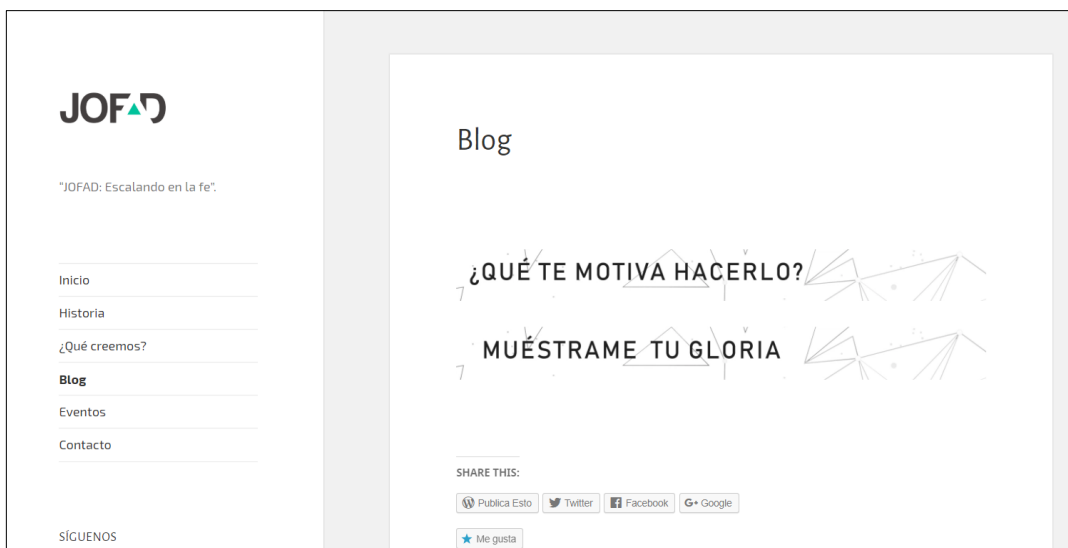 JOFAD
"JOFAD: Escalando en la fe".
Inicio
Historia
¿Qué creemos?
Blog
Eventos
Contacto
SÍGUENOS
Blog
¿QUÉ TE MOTIVA HACERLO?
MUÉSTRAME TU GLORIA
SHARE THIS:
Publica Esto Twitter Facebook G+ Google
Me gusta